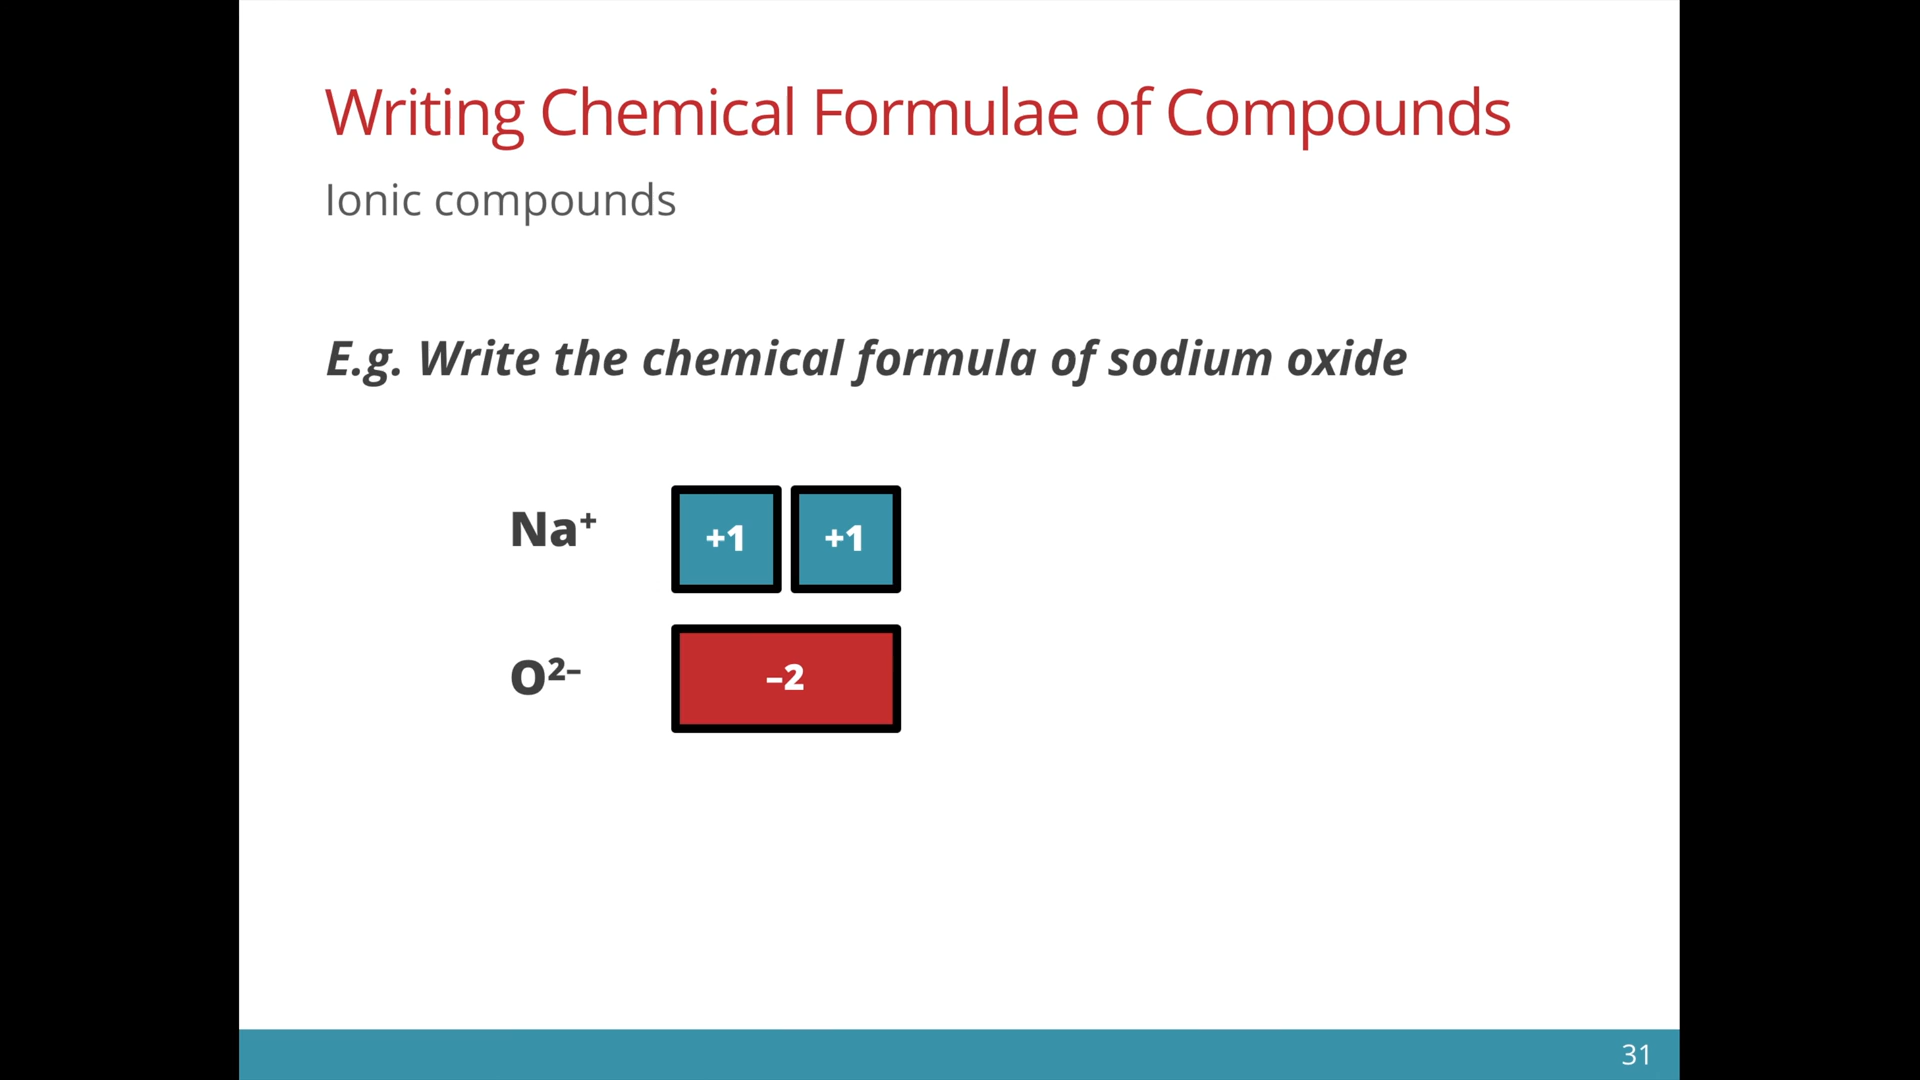 Writing Chemical Formulae of Compounds
Ionic compounds
E.g. Write the chemical formula of sodium oxide
Na⁺ +1 +1
O²⁻ –2
31